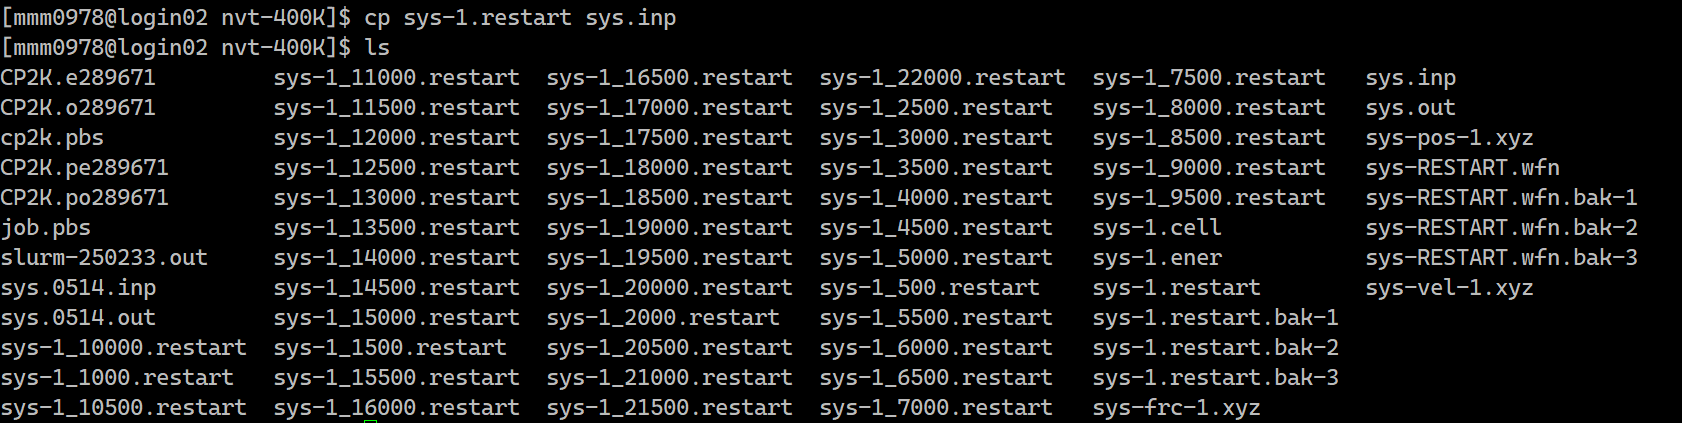 [mmm0978@login02 nvt-400K]$ cp sys-1.restart sys.inp
[mmm0978@login02 nvt-400K]$ ls
CP2K.e289671         sys-1_11000.restart  sys-1_16500.restart  sys-1_22000.restart  sys-1_7500.restart   sys.inp
CP2K.o289671         sys-1_11500.restart  sys-1_17000.restart  sys-1_2500.restart   sys-1_8000.restart   sys.out
cp2k.pbs             sys-1_12000.restart  sys-1_17500.restart  sys-1_3000.restart   sys-1_8500.restart   sys-pos-1.xyz
CP2K.pe289671        sys-1_12500.restart  sys-1_18000.restart  sys-1_3500.restart   sys-1_9000.restart   sys-RESTART.wfn
CP2K.po289671        sys-1_13000.restart  sys-1_18500.restart  sys-1_4000.restart   sys-1_9500.restart   sys-RESTART.wfn.bak-1
job.pbs              sys-1_13500.restart  sys-1_19000.restart  sys-1_4500.restart   sys-1.cell           sys-RESTART.wfn.bak-2
slurm-250233.out     sys-1_14000.restart  sys-1_19500.restart  sys-1_5000.restart   sys-1.ener           sys-RESTART.wfn.bak-3
sys.0514.inp         sys-1_14500.restart  sys-1_20000.restart  sys-1_500.restart    sys-1.restart        sys-vel-1.xyz
sys.0514.out         sys-1_15000.restart  sys-1_2000.restart   sys-1_5500.restart   sys-1.restart.bak-1
sys-1_10000.restart  sys-1_1500.restart   sys-1_20500.restart  sys-1_6000.restart   sys-1.restart.bak-2
sys-1_1000.restart   sys-1_15500.restart  sys-1_21000.restart  sys-1_6500.restart   sys-1.restart.bak-3
sys-1_10500.restart  sys-1_16000.restart  sys-1_21500.restart  sys-1_7000.restart   sys-frc-1.xyz